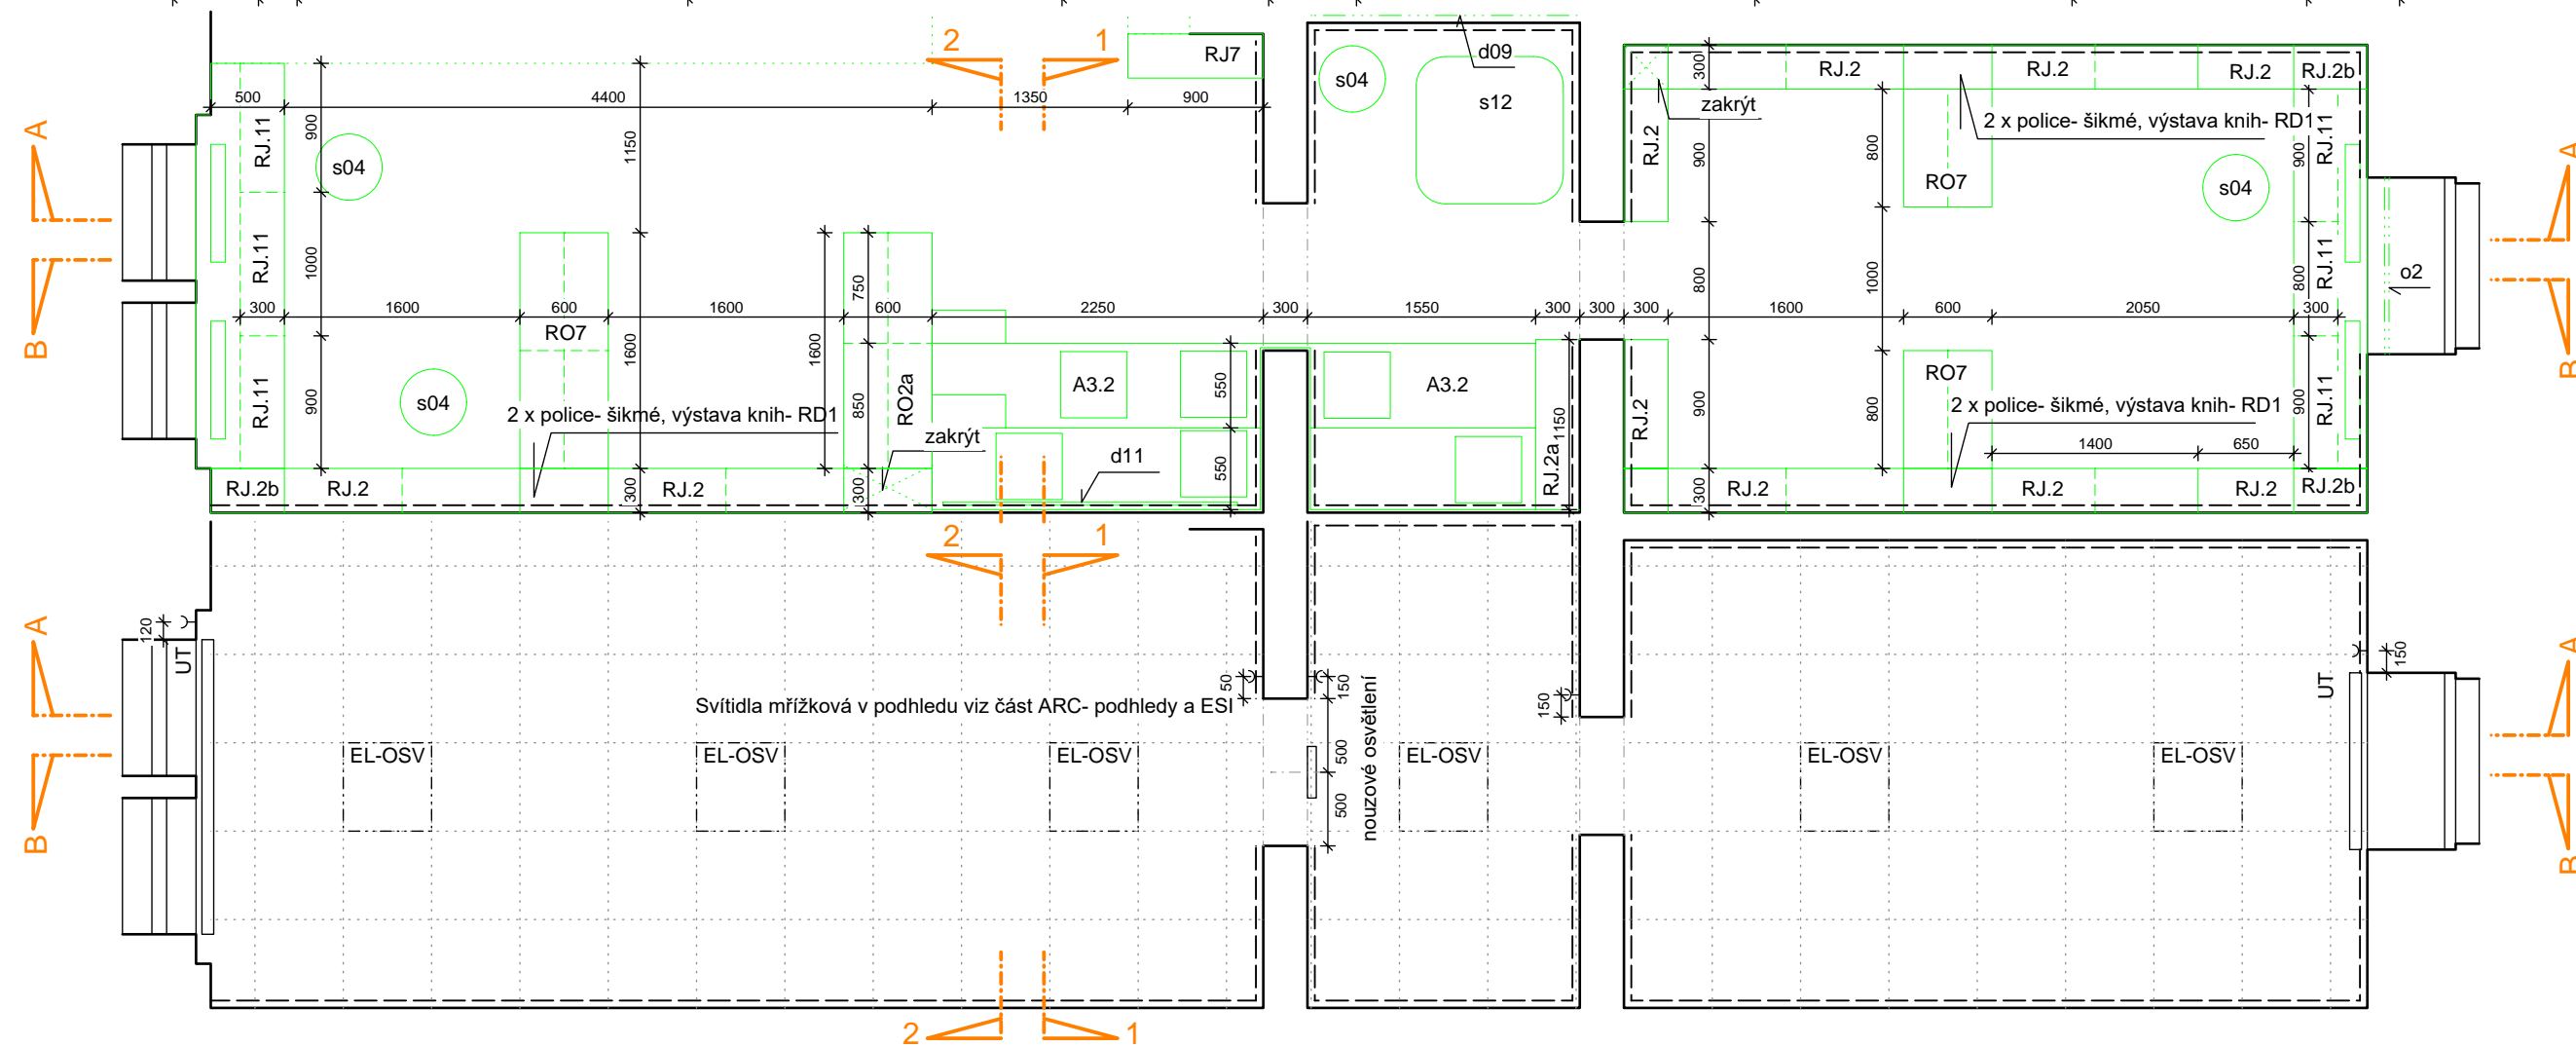 2
1
RJ7
d09
s04
s12
300
RJ.2
RJ.2
RJ.2
RJ.2b
zakrýt
2 x police- šikmé, výstava knih- RD1
500
4400
1350
900
A
900
RJ.11
1150
s04
RJ.2
900
800
RO7
s04
900
RJ.11
A
1000
RJ.11
750
800
1000
800
RJ.11
o2
300
1600
600
1600
600
2250
300
1550
300
300
300
1600
600
2050
300
B
RO7
1600
1600
B
900
RJ.11
s04
2 x police- šikmé, výstava knih- RD1
850
RO2a
zakrýt
A3.2
550
A3.2
1150
RJ.2
900
RO7
800
2 x police- šikmé, výstava knih- RD1
1400
650
900
RJ.11
d11
550
RJ.2a
RJ.2b
RJ.2
300
RJ.2
300
300
RJ.2
RJ.2
RJ.2
RJ.2b
2
1
A
120
UT
Svítidla mřížková v podhledu viz část ARC- podhledy a ESI
50
150
nouzové osvětlení
150
UT
150
A
500
500
EL-OSV
EL-OSV
EL-OSV
EL-OSV
EL-OSV
EL-OSV
B
B
2
1